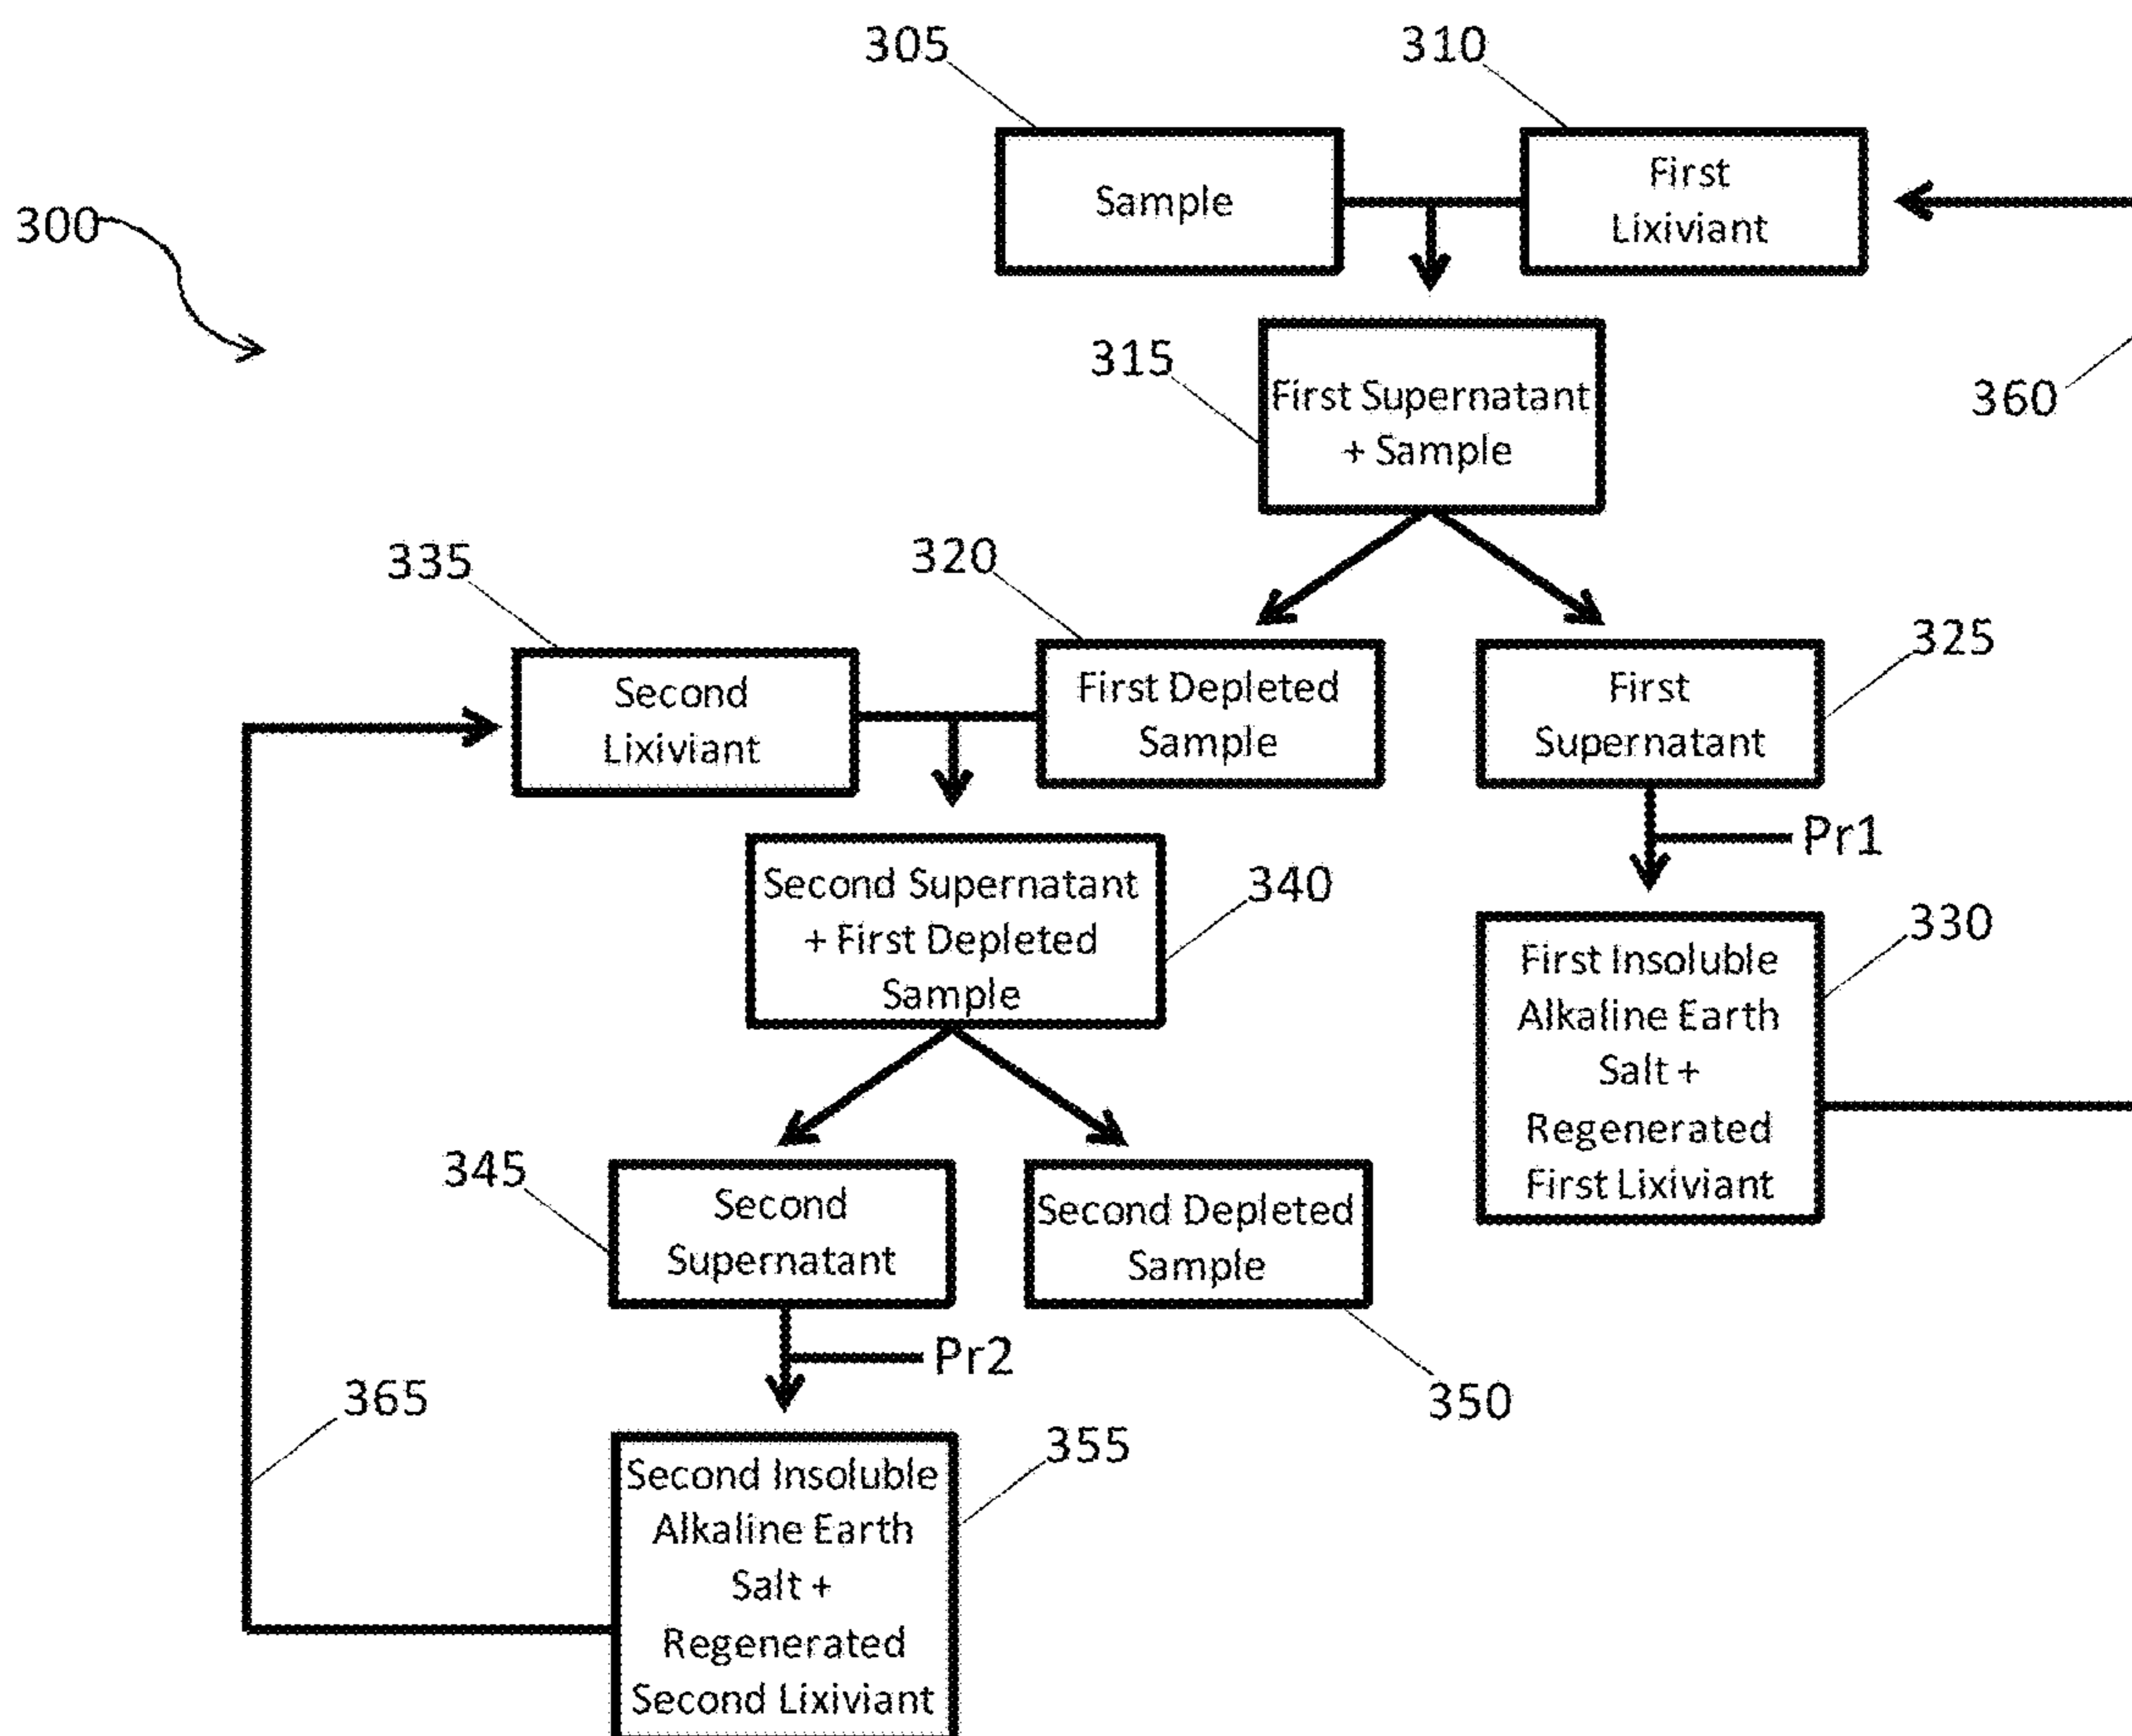 305
310
Sample
First
Lixiviant
300
315
First Supernatant
+ Sample
360
335
320
325
Second
Lixiviant
First Depleted
Sample
First
Supernatant
Pr1
Second Supernatant
+ First Depleted
Sample
340
330
First Insoluble
Alkaline Earth
Salt +
Regenerated
First Lixiviant
345
Second
Supernatant
Second Depleted
Sample
Pr2
350
365
355
Second Insoluble
Alkaline Earth
Salt +
Regenerated
Second Lixiviant